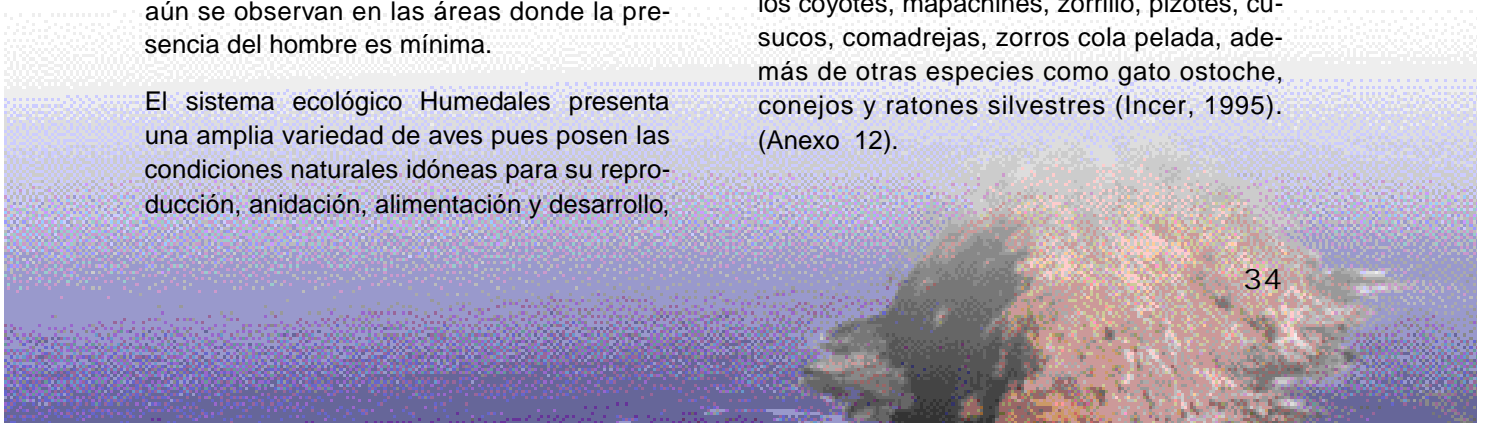 aún se observan en las áreas donde la pre-
sencia del hombre es mínima.
El sistema ecológico Humedales presenta
una amplia variedad de aves pues posen las
condiciones naturales idóneas para su repro-
ducción, anidación, alimentación y desarrollo,
los coyotes, mapachines, zorrillo, pizotes, cu-
sucos, comadrejas, zorros cola pelada, ade-
más de otras especies como gato ostoche,
conejos y ratones silvestres (Incer, 1995).
(Anexo 12).
34